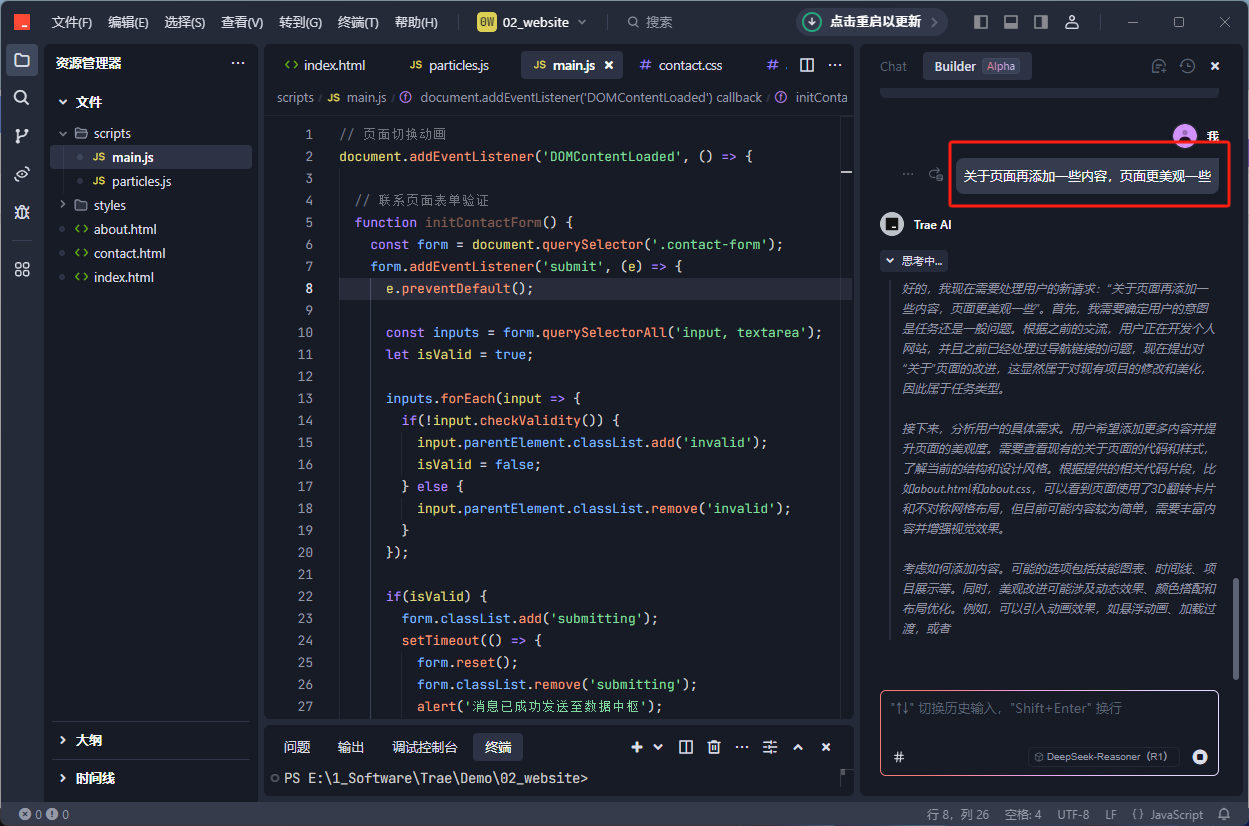 文件(F) 编辑(E) 选择(S) 查看(V) 转到(G) 终端(T) 帮助(H) 0W 02_website 搜索 点击重启以更新
资源管理器
文件
scripts
JS main.js
JS particles.js
styles
about.html
contact.html
index.html
大纲
时间线
index.html JS particles.js JS main.js # contact.css #
scripts / JS main.js / document.addEventListener('DOMContentLoaded') callback / initConta
1 // 页面切换动画
2 document.addEventListener('DOMContentLoaded', () => {
3
4 // 联系页面表单验证
5 function initContactForm() {
6 const form = document.querySelector('.contact-form');
7 form.addEventListener('submit', (e) => {
8 e.preventDefault();
9
10 const inputs = form.querySelectorAll('input, textarea');
11 let isValid = true;
12
13 inputs.forEach(input => {
14 if(!input.checkValidity()) {
15 input.parentElement.classList.add('invalid');
16 isValid = false;
17 } else {
18 input.parentElement.classList.remove('invalid');
19 }
20 });
21
22 if(isValid) {
23 form.classList.add('submitting');
24 setTimeout(() => {
25 form.reset();
26 form.classList.remove('submitting');
27 alert('消息已成功发送至数据中枢');
问题 输出 调试控制台 终端
PS E:\1_Software\Trae\Demo\02_website>
Chat Builder Alpha
我
关于页面再添加一些内容，页面更美观一些
Trae AI
思考中...
好的，我现在需要处理用户的新请求：“关于页面再添加一
些内容，页面更美观一些”。首先，我需要确定用户的意图
是任务还是一般问题。根据之前的交流，用户正在开发个人
网站，并且之前已经处理过导航链接的问题，现在提出对
“关于”页面的改进，这显然属于对现有项目的修改和美化，
因此属于任务类型。
接下来，分析用户的具体需求。用户希望添加更多内容并提
升页面的美观度。需要查看现有的关于页面的代码和样式，
了解当前的结构和设计风格。根据提供的相关代码片段，比
如about.html和about.css，可以看到页面使用了3D翻转卡片
和不对称网格布局，但目前可能内容较为简单，需要丰富内
容并增强视觉效果。
考虑如何添加内容。可能的选项包括技能图表、时间线、项
目展示等。同时，美观改进可能涉及动态效果、颜色搭配和
布局优化。例如，可以引入动画效果，如悬浮动画、加载过
渡，或者
"↑↓" 切换历史输入，"Shift+Enter" 换行
# DeepSeek-Reasoner (R1)
0 0 行 8，列 26 空格: 4 UTF-8 LF {} JavaScript